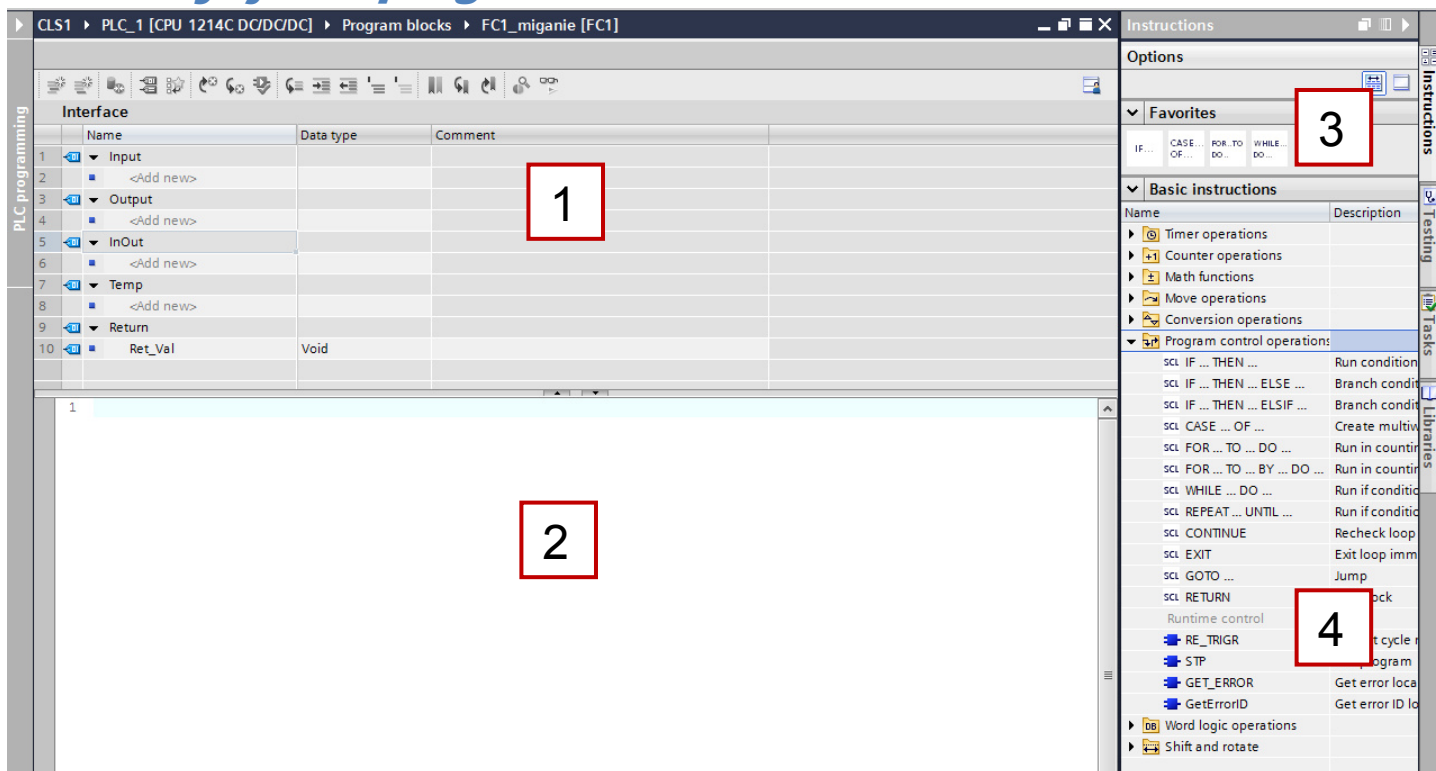 CLS1 ▸ PLC_1 [CPU 1214C DC/DC/DC] ▸ Program blocks ▸ FC1_miganie [FC1]
PLC programming
Interface
Name Data type Comment
1 Input
2 <Add new>
3 Output
4 <Add new>
5 InOut
6 <Add new>
7 Temp
8 <Add new>
9 Return
10 Ret_Val Void
1
1
2
Instructions
Options
Favorites
3
IF... CASE... OF... FOR..TO DO.. WHILE... DO...
Basic instructions
Name Description
Timer operations
Counter operations
Math functions
Move operations
Conversion operations
Program control operations
SCL IF ... THEN ... Run condition
SCL IF ... THEN ... ELSE ... Branch condit
SCL IF ... THEN ... ELSIF ... Branch condit
SCL CASE ... OF ... Create multiw
SCL FOR ... TO ... DO ... Run in countin
SCL FOR ... TO ... BY ... DO ... Run in countin
SCL WHILE ... DO ... Run if conditio
SCL REPEAT ... UNTIL ... Run if conditio
SCL CONTINUE Recheck loop
SCL EXIT Exit loop imm
SCL GOTO ... Jump
SCL RETURN
Runtime control
4
RE_TRIGR cycle
STP
GET_ERROR Get error loca
GetErrorID Get error ID lo
Word logic operations
Shift and rotate
Instructions
Testing
Tasks
Libraries